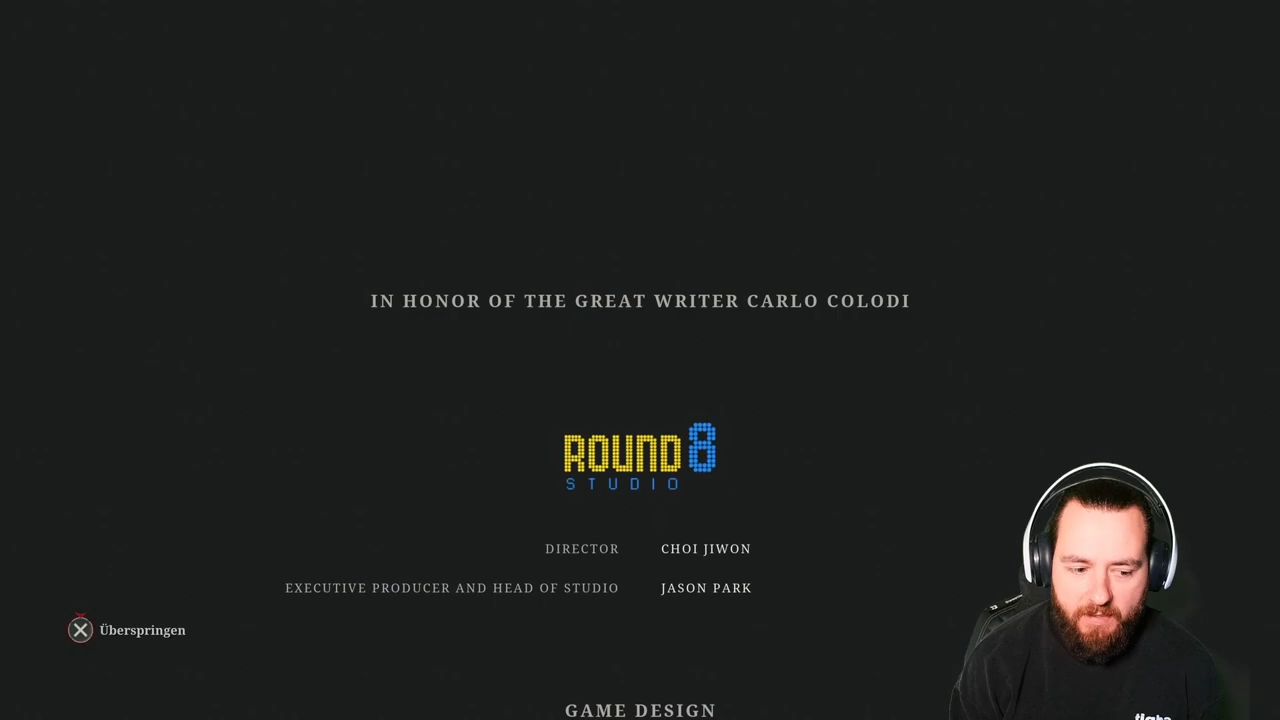 IN HONOR OF THE GREAT WRITER CARLO COLODI
ROUND8
STUDIO
DIRECTOR CHOI JIWON
EXECUTIVE PRODUCER AND HEAD OF STUDIO JASON PARK
Überspringen
GAME DESIGN